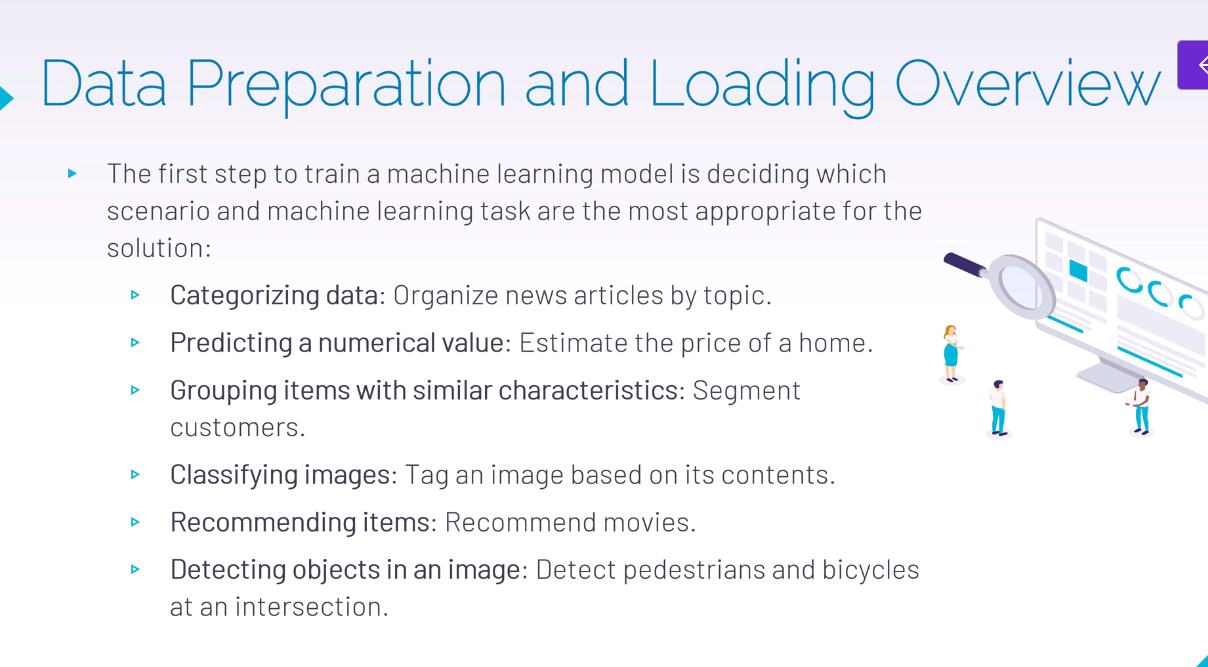 Data Preparation and Loading Overview
The first step to train a machine learning model is deciding which
scenario and machine learning task are the most appropriate for the
solution:
Categorizing data: Organize news articles by topic.
Predicting a numerical value: Estimate the price of a home.
Grouping items with similar characteristics: Segment
customers.
Classifying images: Tag an image based on its contents.
Recommending items: Recommend movies.
Detecting objects in an image: Detect pedestrians and bicycles
at an intersection.